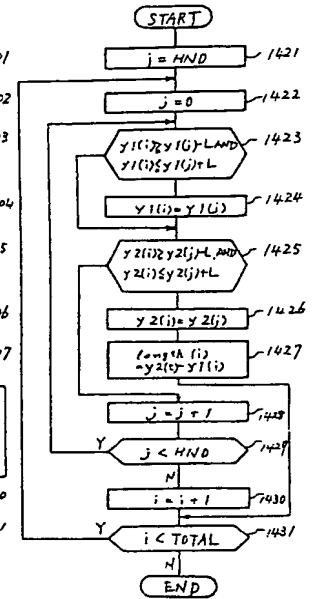 START
j = HND
1421
j = 0
1422
y1(i)≧y1(j)-L AND
y1(i)≦y1(j)+L
1423
y1(i)=y1(j)
1424
y2(i)≧y2(j)-L AND
y2(i)≦y2(j)+L
1425
y2(i)=y2(j)
1426
length(i)
=y2(i)-y1(i)
1427
j = j + 1
1428
Y
j < HND
1429
N
i = i + 1
1430
Y
i < TOTAL
1431
N
END